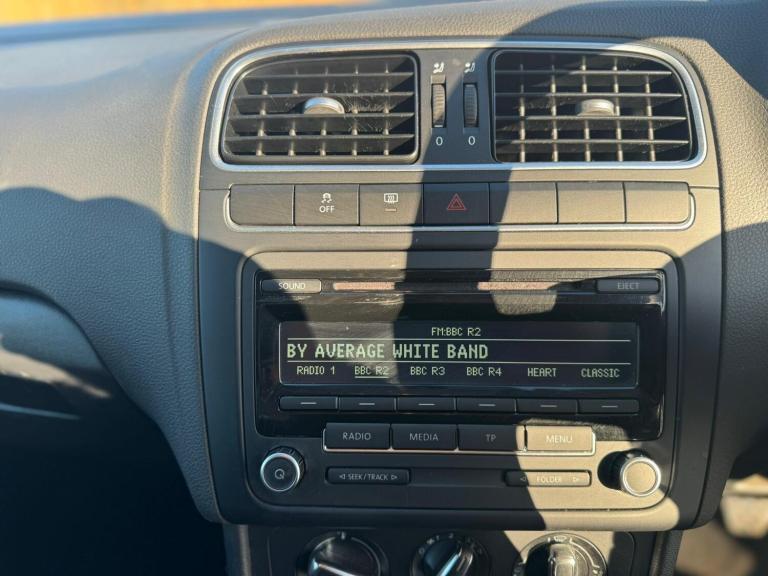 0 0
OFF
SOUND EJECT
FM:BBC R2
BY AVERAGE WHITE BAND
RADIO 1 BBC R2 BBC R3 BBC R4 HEART CLASSIC
RADIO MEDIA TP MENU
SEEK/TRACK FOLDER